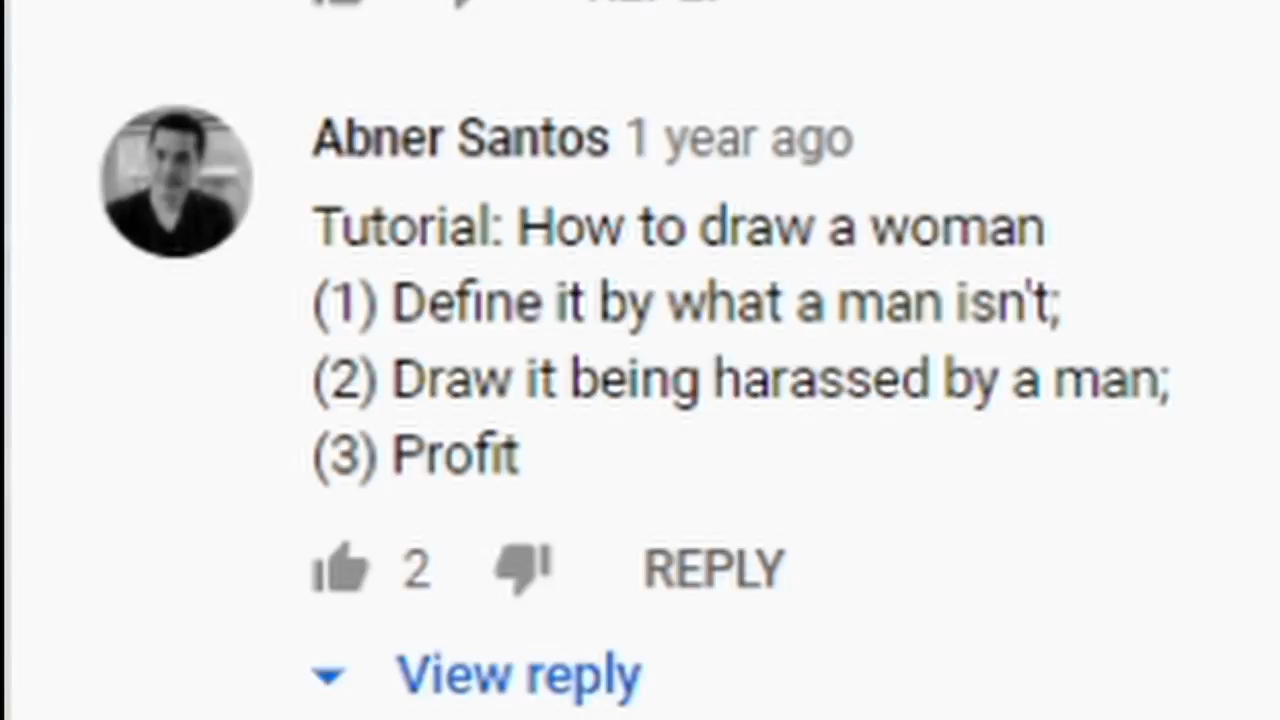 REPLY
Abner Santos 1 year ago
Tutorial: How to draw a woman
(1) Define it by what a man isn't;
(2) Draw it being harassed by a man;
(3) Profit
2 REPLY
View reply